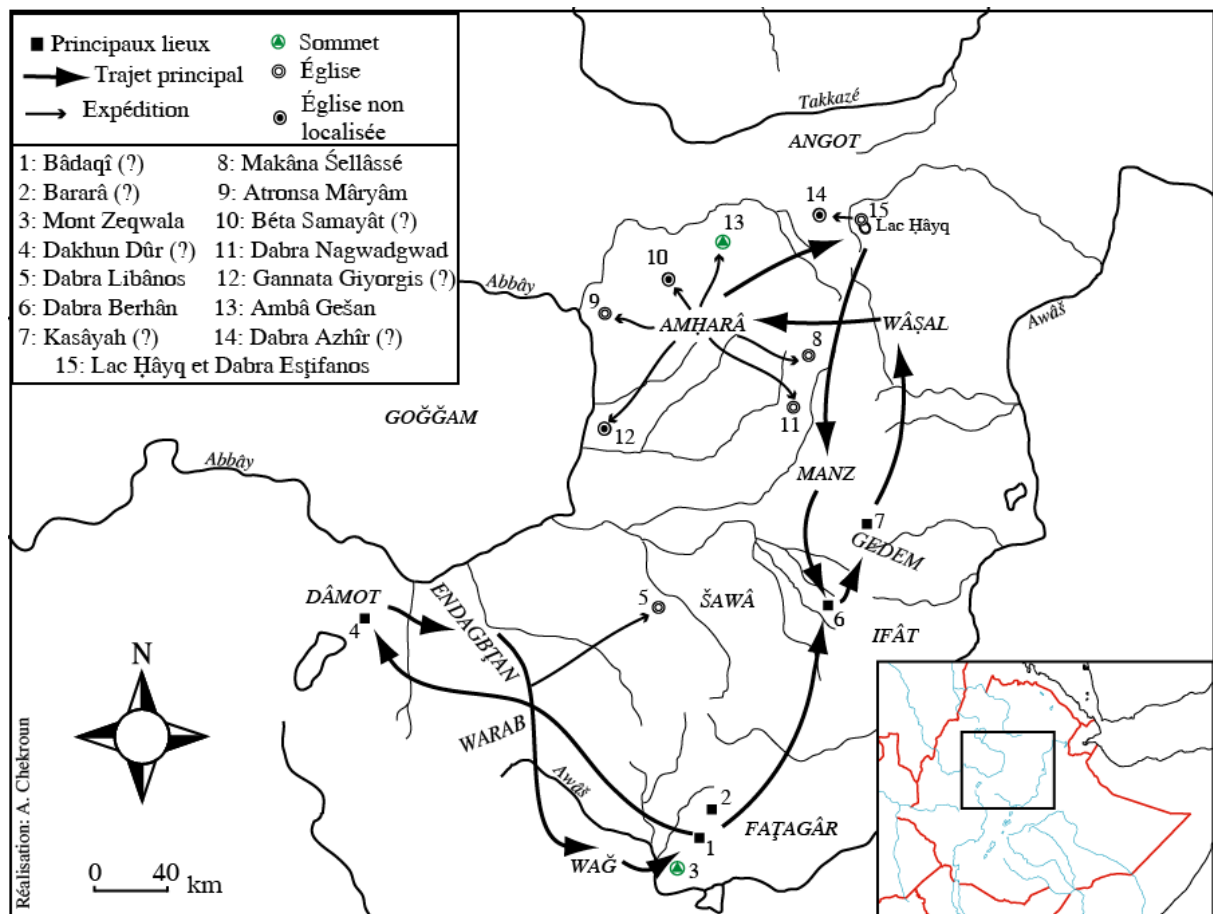 Principaux lieux
Trajet principal
Expédition
Sommet
Église
Église non
localisée
1: Bâdaqî (?)
2: Bararâ (?)
3: Mont Zeqwala
4: Dakhun Dûr (?)
5: Dabra Libânos
6: Dabra Berhân
7: Kasâyah (?)
8: Makâna Śellâssé
9: Atronsa Mâryâm
10: Béta Samayât (?)
11: Dabra Nagwadgwad
12: Gannata Giyorgis (?)
13: Ambâ Gešan
14: Dabra Azhîr (?)
15: Lac Ḥâyq et Dabra Esṭifanos
Takkazé
ANGOT
14
15
Lac Ḥâyq
13
10
Abbây
9
AMḤARÂ
WÂṢAL
Awâš
8
11
GOĞĞAM
12
Abbây
MANZ
7
GEDEM
DÂMOT
4
ENDAGBṬAN
5
ŠAWÂ
6
IFÂT
N
WARAB
Awâš
2
1
FAṬAGÂR
WAĞ
3
0 40
km
Réalisation: A. Chekroun